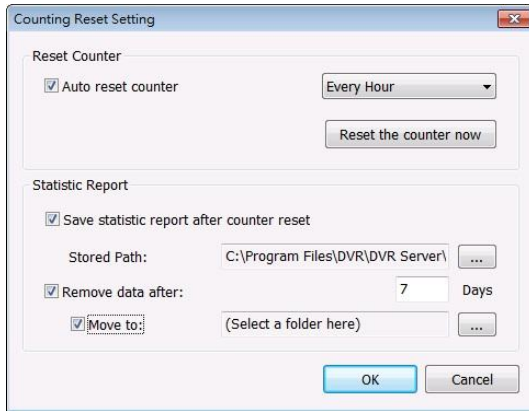 Counting Reset Setting
Reset Counter
Auto reset counter
Every Hour
Reset the counter now
Statistic Report
Save statistic report after counter reset
Stored Path:
C:\Program Files\DVR\DVR Server\
...
Remove data after:
7
Days
Move to:
(Select a folder here)
...
OK
Cancel